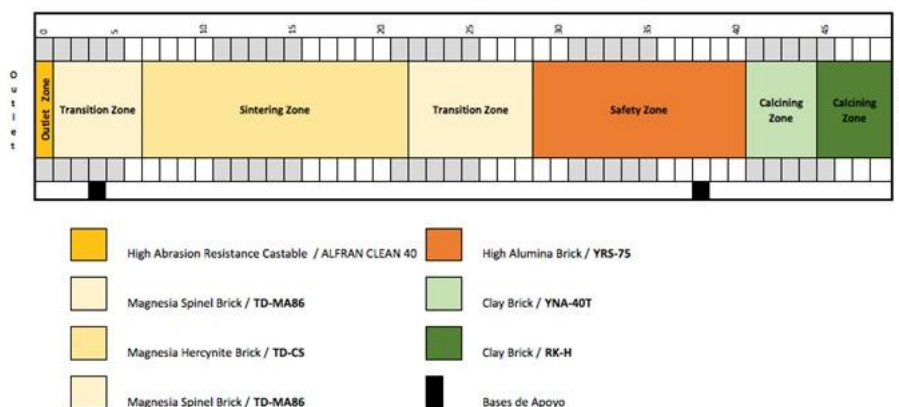 0 5 10 15 20 25 30 35 40 45
Outlet
Outlet Zone
Transition Zone
Sintering Zone
Transition Zone
Safety Zone
Calcining
Zone
Calcining
Zone
High Abrasion Resistance Castable / ALFRAN CLEAN 40
High Alumina Brick / YRS-75
Magnesia Spinel Brick / TD-MA86
Clay Brick / YNA-40T
Magnesia Hercynite Brick / TD-CS
Clay Brick / RK-H
Magnesia Spinel Brick / TD-MA86
Bases de Apoyo